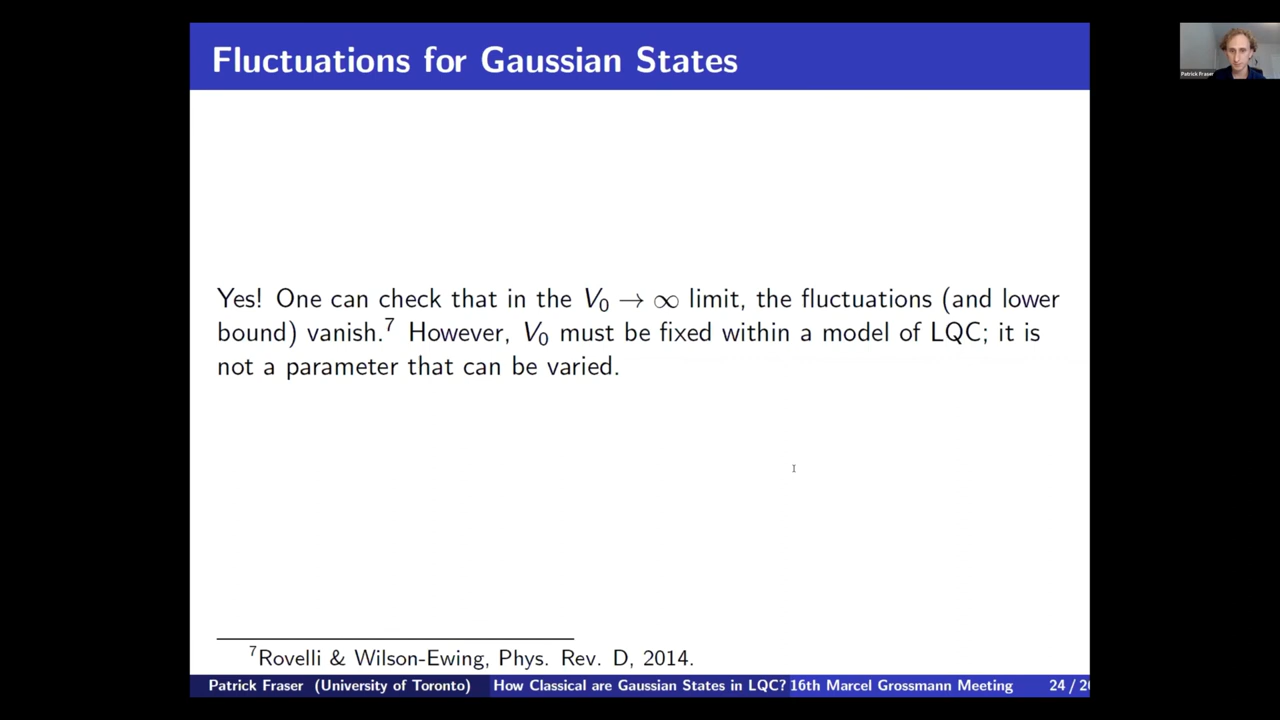 Fluctuations for Gaussian States
Patrick Fraser
Yes! One can check that in the V₀ → ∞ limit, the fluctuations (and lower
bound) vanish.⁷ However, V₀ must be fixed within a model of LQC; it is
not a parameter that can be varied.
⁷Rovelli & Wilson-Ewing, Phys. Rev. D, 2014.
Patrick Fraser (University of Toronto) How Classical are Gaussian States in LQC? 16th Marcel Grossmann Meeting 24 / 2